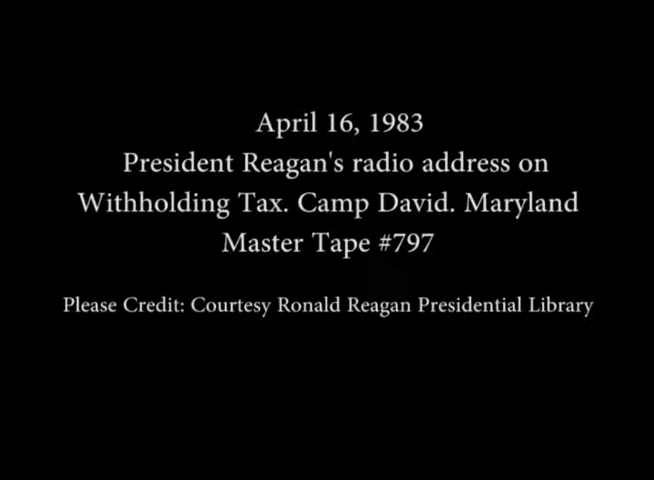 April 16, 1983
President Reagan's radio address on
Withholding Tax. Camp David. Maryland
Master Tape #797
Please Credit: Courtesy Ronald Reagan Presidential Library